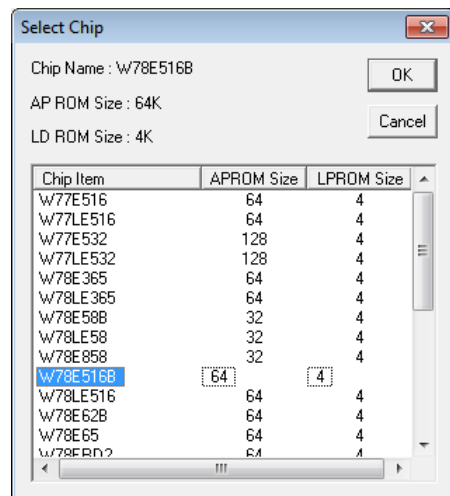 Select Chip
Chip Name : W78E516B
OK
AP ROM Size : 64K
Cancel
LD ROM Size : 4K
Chip Item APROM Size LPROM Size
W77E516 64 4
W77LE516 64 4
W77E532 128 4
W77LE532 128 4
W78E365 64 4
W78LE365 64 4
W78E58B 32 4
W78LE58 32 4
W78E858 32 4
W78E516B 64 4
W78LE516 64 4
W78E62B 64 4
W78E65 64 4
W78ERD2 64 4